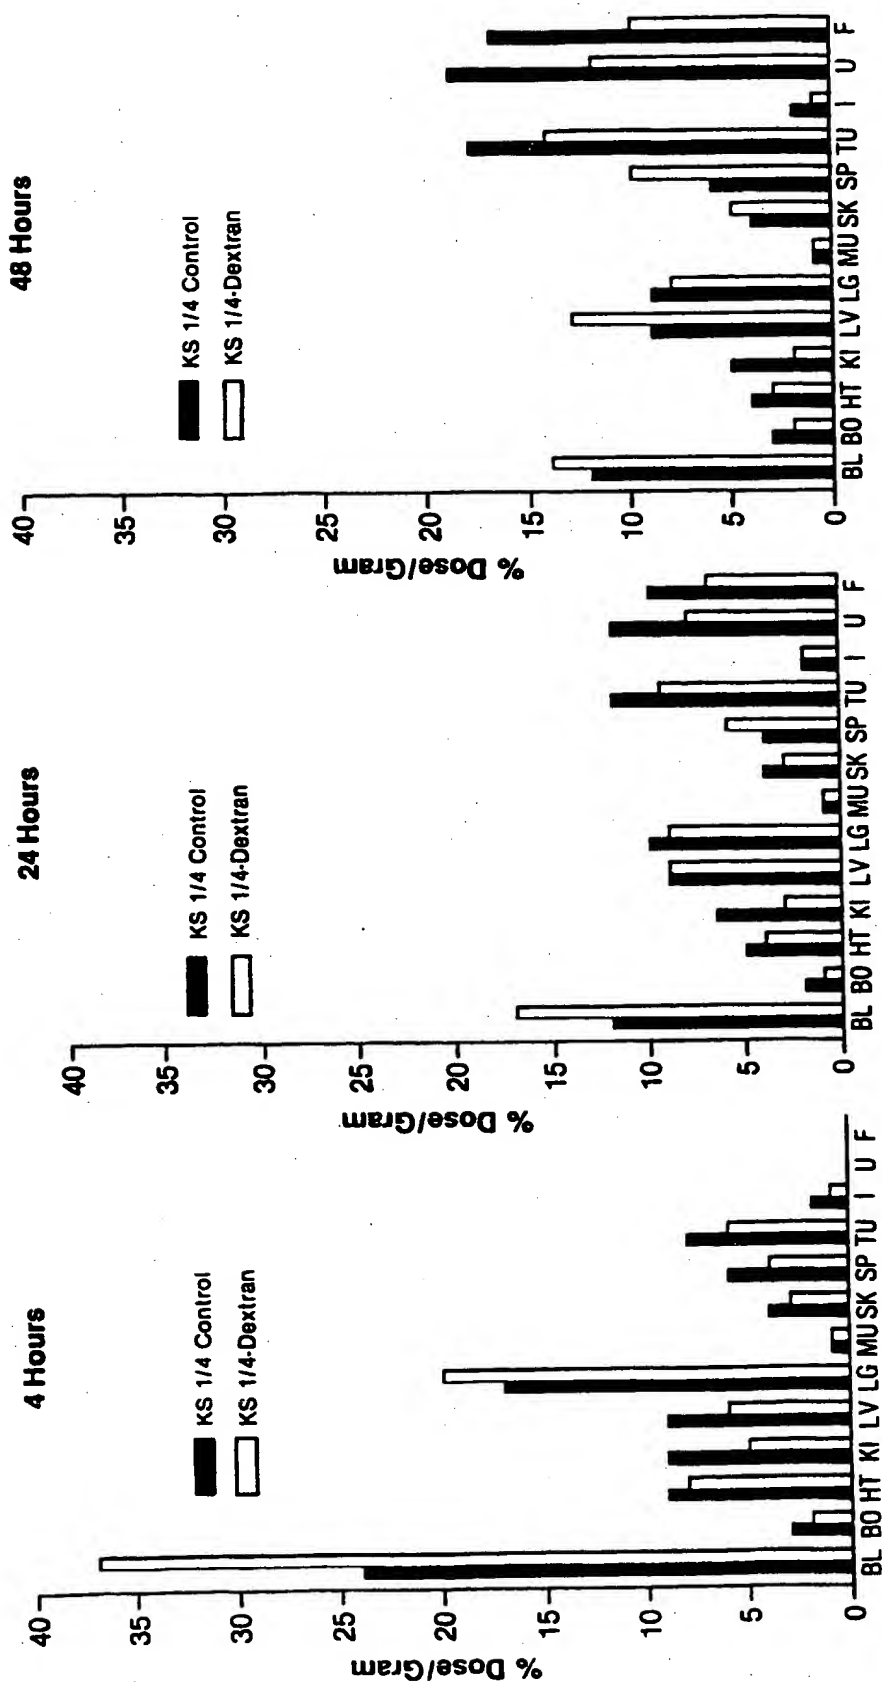 4 Hours
KS 1/4 Control
KS 1/4-Dextran
% Dose/Gram
40
35
30
25
20
15
10
5
0
BL BO HT KI LV LG MU SK SP TU I U F
24 Hours
KS 1/4 Control
KS 1/4-Dextran
% Dose/Gram
40
35
30
25
20
15
10
5
0
BL BO HT KI LV LG MU SK SP TU I U F
48 Hours
KS 1/4 Control
KS 1/4-Dextran
% Dose/Gram
40
35
30
25
20
15
10
5
0
BL BO HT KI LV LG MU SK SP TU I U F